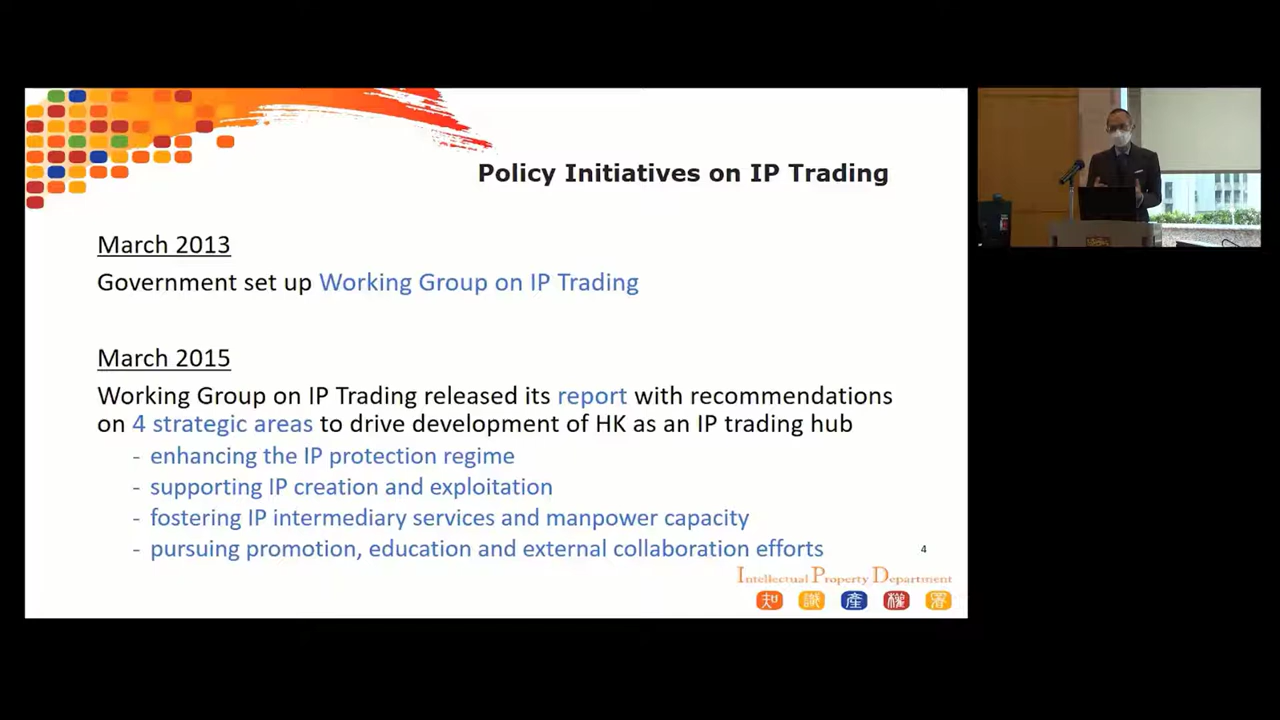 Policy Initiatives on IP Trading
March 2013
Government set up Working Group on IP Trading
March 2015
Working Group on IP Trading released its report with recommendations
on 4 strategic areas to drive development of HK as an IP trading hub
- enhancing the IP protection regime
- supporting IP creation and exploitation
- fostering IP intermediary services and manpower capacity
- pursuing promotion, education and external collaboration efforts
4
Intellectual Property Department
知識產權署